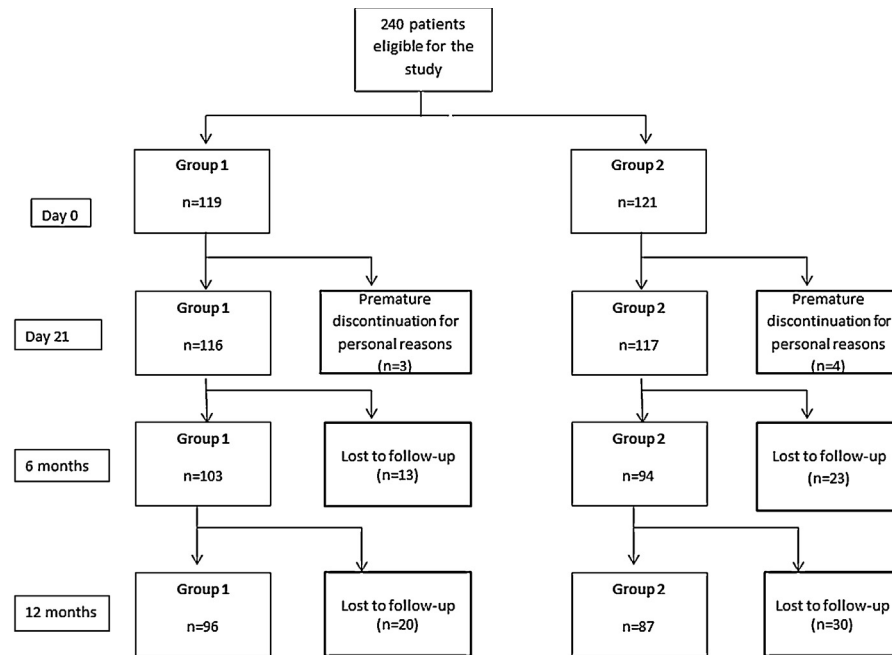 240 patients
eligible for the
study
Group 1
n=119
Group 2
n=121
Day 0
Group 1
n=116
Premature
discontinuation for
personal reasons
(n=3)
Group 2
n=117
Premature
discontinuation for
personal reasons
(n=4)
Day 21
Group 1
n=103
Lost to follow-up
(n=13)
Group 2
n=94
Lost to follow-up
(n=23)
6 months
Group 1
n=96
Lost to follow-up
(n=20)
Group 2
n=87
Lost to follow-up
(n=30)
12 months